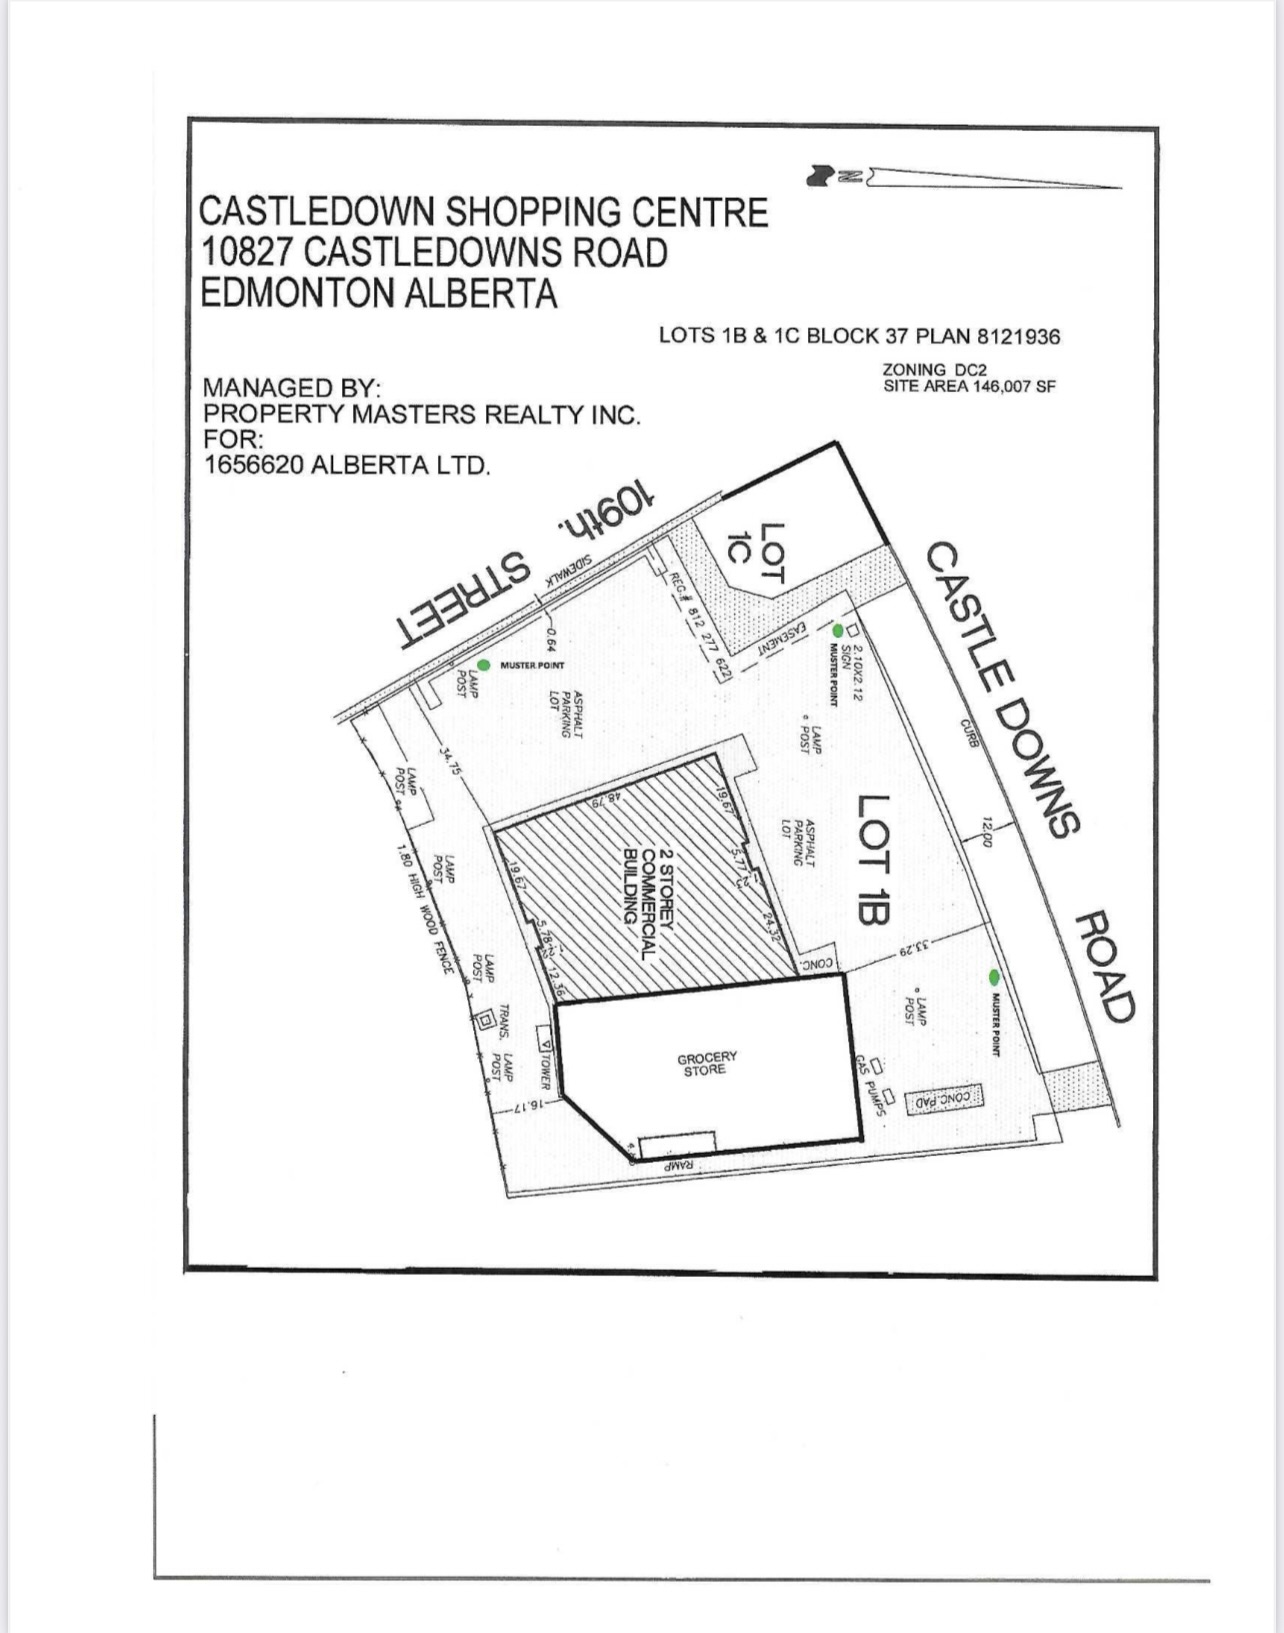 N
CASTLEDOWN SHOPPING CENTRE
10827 CASTLEDOWNS ROAD
EDMONTON ALBERTA
LOTS 1B & 1C BLOCK 37 PLAN 8121936
ZONING DC2
SITE AREA 146,007 SF
MANAGED BY:
PROPERTY MASTERS REALTY INC.
FOR:
1656620 ALBERTA LTD.
109th.
STREET
SIDEWALK
LOT
1C
CASTLE DOWNS
ROAD
REG.# 812 277 622
EASEMENT
0.64
MUSTER POINT
LAMP
POST
ASPHALT
PARKING
LOT
2.10X2.12
SIGN
MUSTER POINT
LAMP
POST
CURB
12.00
34.75
LAMP
POST
48.79
19.67
5.77
24.32
ASPHALT
PARKING
LOT
LOT 1B
2 STOREY
COMMERCIAL
BUILDING
19.67
5.78
12.36
LAMP
POST
1.80 HIGH WOOD FENCE
CONC.
33.29
MUSTER POINT
LAMP
POST
LAMP
POST
TRANS.
LAMP
POST
TOWER
GROCERY
STORE
GAS PUMPS
CONC.PAD
16.17
RAMP